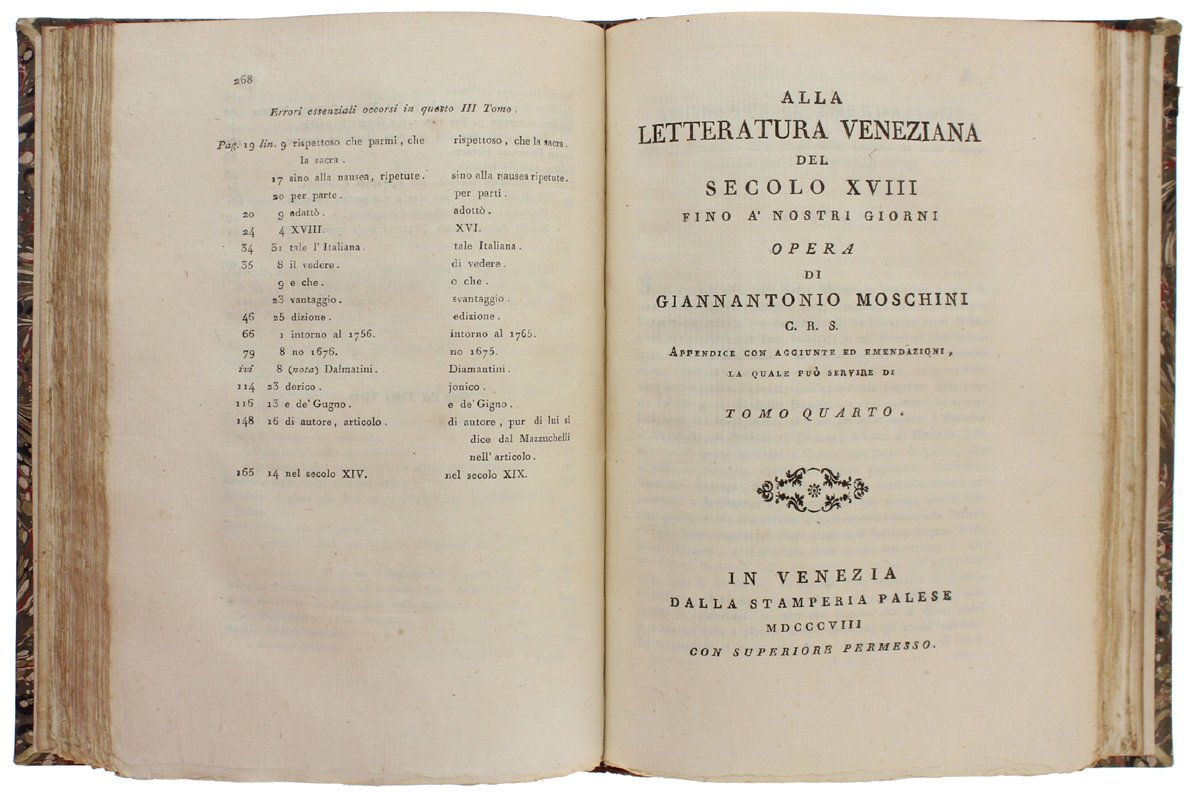 268
Errori essenziali occorsi in questo III Tomo.
Pag. 19 lin. 9 rispettoso che parmi, che la sacra. rispettoso, che la sacra.
17 sino alla nausea, ripetute. sino alla nausea ripetute.
20 per parte. per parti.
20 9 adattò. adottò.
24 4 XVIII. XVI.
34 31 tale l'Italiana. tale Italiana.
35 8 il vedere. di vedere.
9 e che. o che.
23 vantaggio. svantaggio.
46 25 dizione. edizione.
66 1 intorno al 1756. intorno al 1765.
79 8 no 1676. no 1675.
ivi 8 (nota) Dalmatini. Diamantini.
114 23 dorico. jonico.
116 13 e de' Gugno. e de' Gigno.
148 16 di autore, articolo. di autore, pur di lui si
dice dal Mazzuchelli
nell' articolo.
165 14 nel secolo XIV. nel secolo XIX.
ALLA
LETTERATURA VENEZIANA
DEL
SECOLO XVIII
FINO A' NOSTRI GIORNI
OPERA
DI
GIANNANTONIO MOSCHINI
C. R. S.
APPENDICE CON AGGIUNTE ED EMENDAZIONI,
LA QUALE PUÒ SERVIRE DI
TOMO QUARTO.
IN VENEZIA
DALLA STAMPERIA PALESE
MDCCCVIII
CON SUPERIORE PERMESSO.